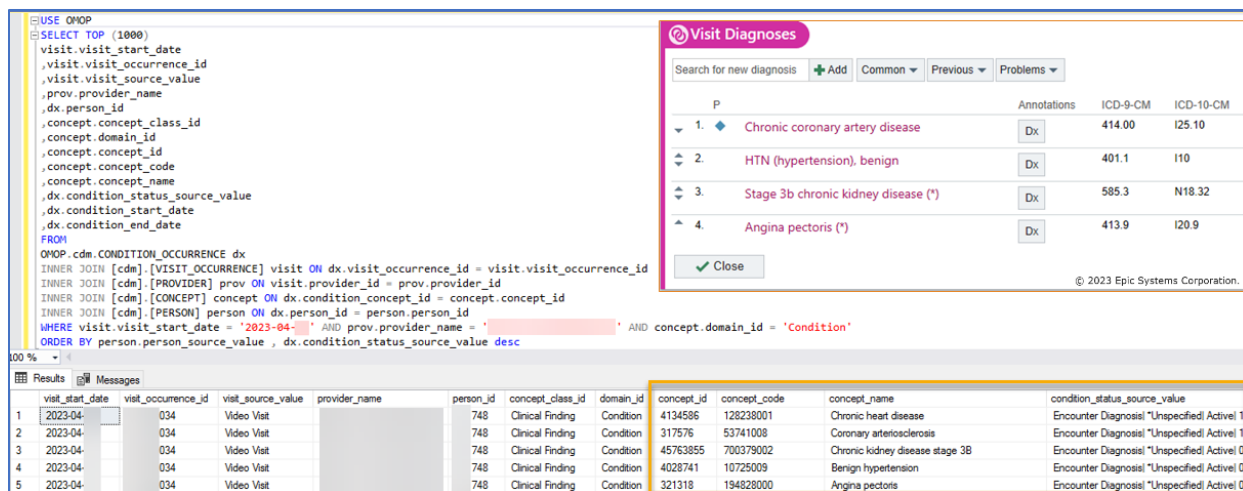 USE OMOP
SELECT TOP (1000)
visit.visit_start_date
,visit.visit_occurrence_id
,visit.visit_source_value
,prov.provider_name
,dx.person_id
,concept.concept_class_id
,concept.domain_id
,concept.concept_id
,concept.concept_code
,concept.concept_name
,dx.condition_status_source_value
,dx.condition_start_date
,dx.condition_end_date
FROM
OMOP.cdm.CONDITION_OCCURRENCE dx
INNER JOIN [cdm].[VISIT_OCCURRENCE] visit ON dx.visit_occurrence_id = visit.visit_occurrence_id
INNER JOIN [cdm].[PROVIDER] prov ON visit.provider_id = prov.provider_id
INNER JOIN [cdm].[CONCEPT] concept ON dx.condition_concept_id = concept.concept_id
INNER JOIN [cdm].[PERSON] person ON dx.person_id = person.person_id
WHERE visit.visit_start_date = '2023-04- ' AND prov.provider_name = ' ' AND concept.domain_id = 'Condition'
ORDER BY person.person_source_value , dx.condition_status_source_value desc
Visit Diagnoses
Search for new diagnosis Add Common Previous Problems
P Annotations ICD-9-CM ICD-10-CM
1. Chronic coronary artery disease Dx 414.00 I25.10
2. HTN (hypertension), benign Dx 401.1 I10
3. Stage 3b chronic kidney disease (*) Dx 585.3 N18.32
4. Angina pectoris (*) Dx 413.9 I20.9
Close
© 2023 Epic Systems Corporation.
100 %
Results Messages
visit_start_date visit_occurrence_id visit_source_value provider_name person_id concept_class_id domain_id concept_id concept_code concept_name condition_status_source_value
1 2023-04- 034 Video Visit 748 Clinical Finding Condition 4134586 128238001 Chronic heart disease Encounter Diagnosis| *Unspecified| Active| 1
2 2023-04- 034 Video Visit 748 Clinical Finding Condition 317576 53741008 Coronary arteriosclerosis Encounter Diagnosis| *Unspecified| Active| 1
3 2023-04- 034 Video Visit 748 Clinical Finding Condition 45763855 700379002 Chronic kidney disease stage 3B Encounter Diagnosis| *Unspecified| Active| 0
4 2023-04- 034 Video Visit 748 Clinical Finding Condition 4028741 10725009 Benign hypertension Encounter Diagnosis| *Unspecified| Active| 0
5 2023-04- 034 Video Visit 748 Clinical Finding Condition 321318 194828000 Angina pectoris Encounter Diagnosis| *Unspecified| Active| 0